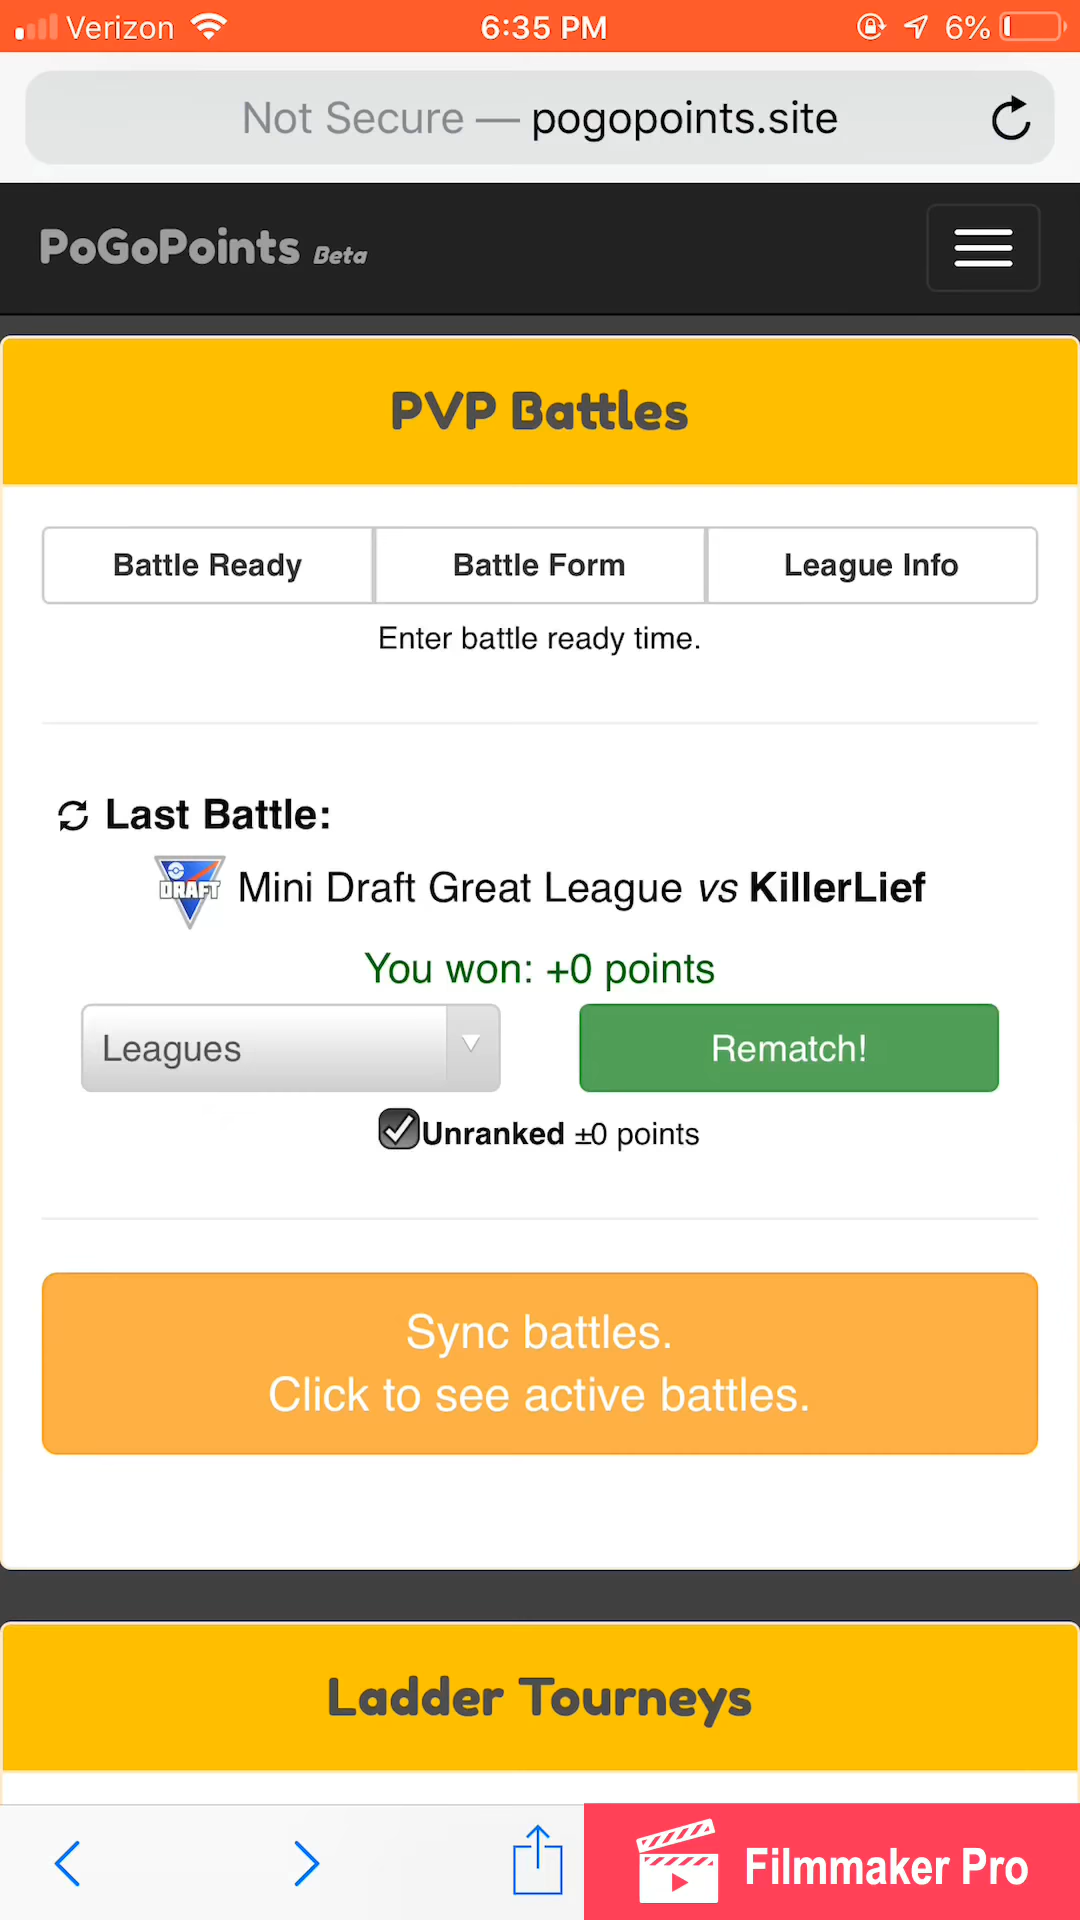 Verizon 6:35 PM 6%
Not Secure — pogopoints.site
PoGoPoints Beta
PVP Battles
Battle Ready Battle Form League Info
Enter battle ready time.
Last Battle:
DRAFT Mini Draft Great League vs KillerLief
You won: +0 points
Leagues Rematch!
Unranked ±0 points
Sync battles.
Click to see active battles.
Ladder Tourneys
Filmmaker Pro